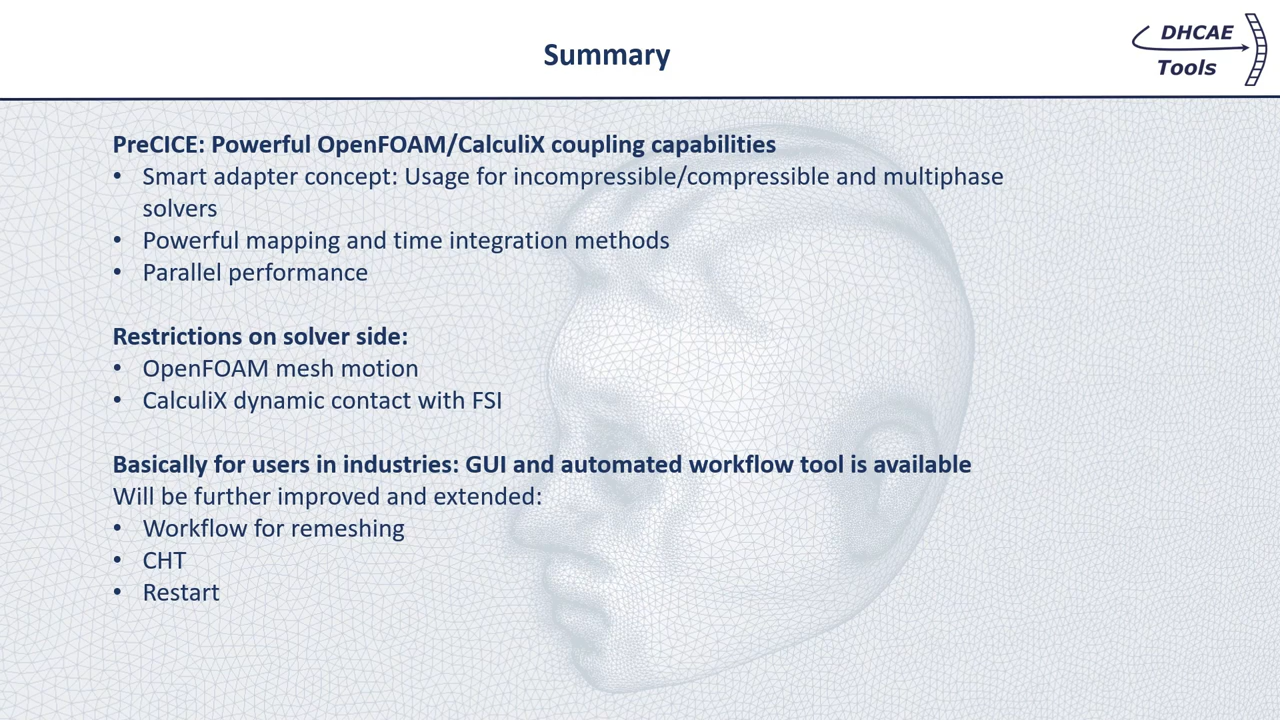 Summary
DHCAE
Tools
PreCICE: Powerful OpenFOAM/CalculiX coupling capabilities
• Smart adapter concept: Usage for incompressible/compressible and multiphase
solvers
• Powerful mapping and time integration methods
• Parallel performance
Restrictions on solver side:
• OpenFOAM mesh motion
• CalculiX dynamic contact with FSI
Basically for users in industries: GUI and automated workflow tool is available
Will be further improved and extended:
• Workflow for remeshing
• CHT
• Restart